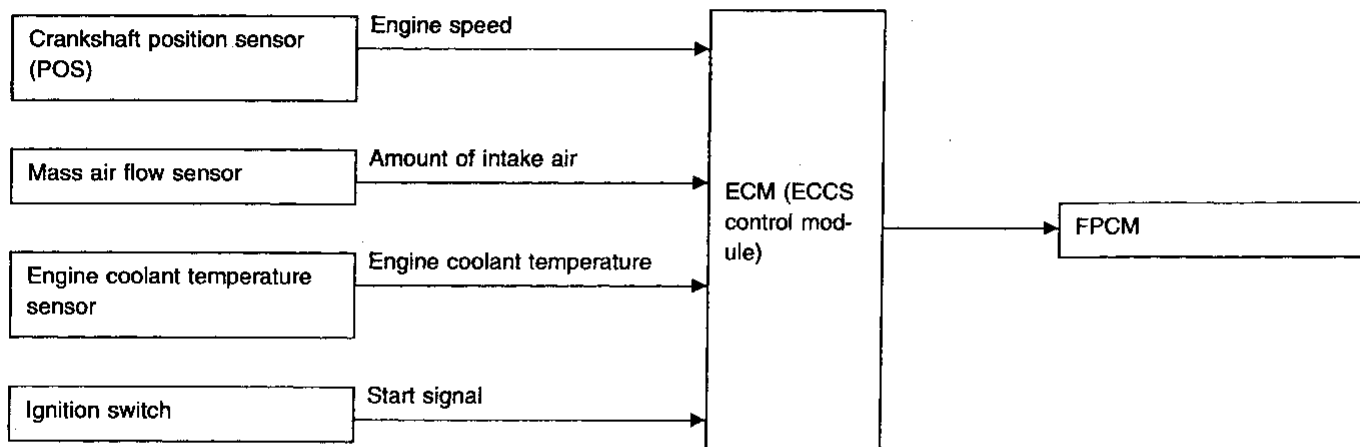 Crankshaft position sensor
(POS)
Engine speed
Mass air flow sensor
Amount of intake air
Engine coolant temperature
sensor
Engine coolant temperature
Ignition switch
Start signal
ECM (ECCS
control mod-
ule)
FPCM